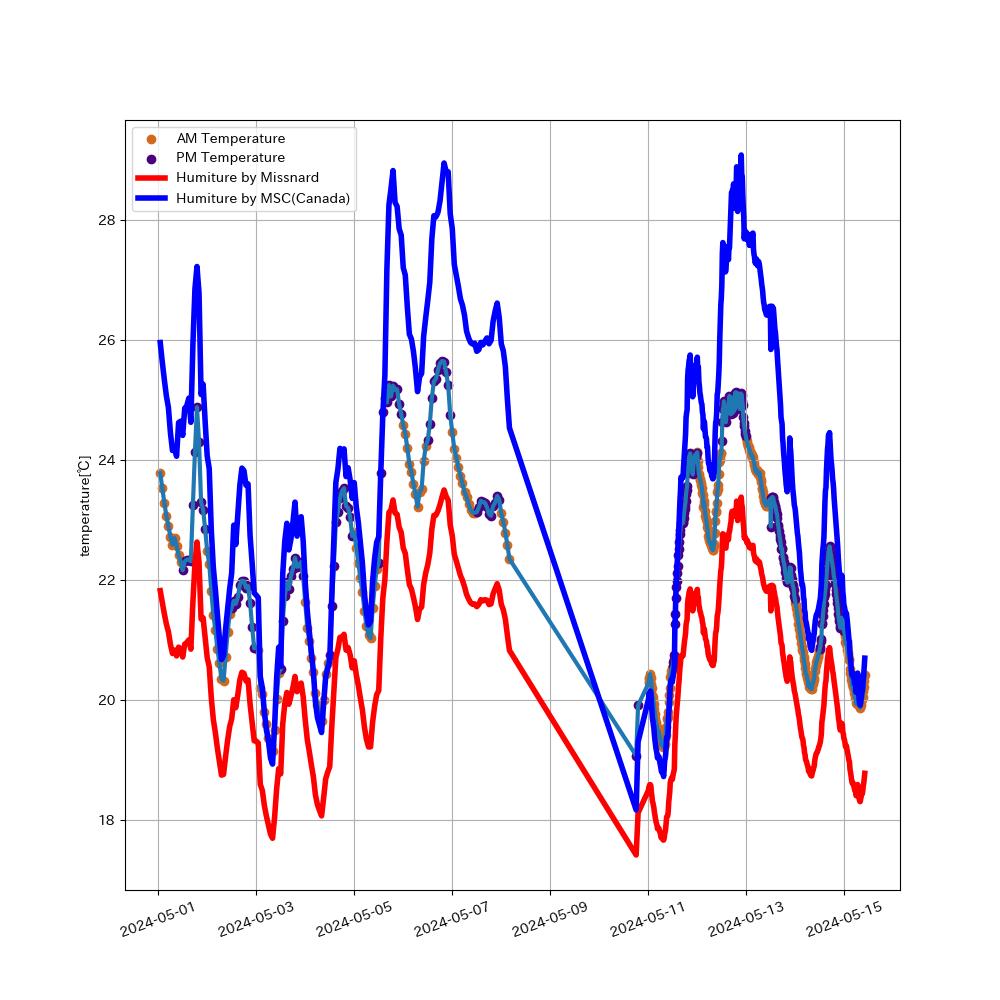 AM Temperature
PM Temperature
Humiture by Missnard
Humiture by MSC(Canada)
28
26
24
22
20
18
temperature[℃]
2024-05-01
2024-05-03
2024-05-05
2024-05-07
2024-05-09
2024-05-11
2024-05-13
2024-05-15